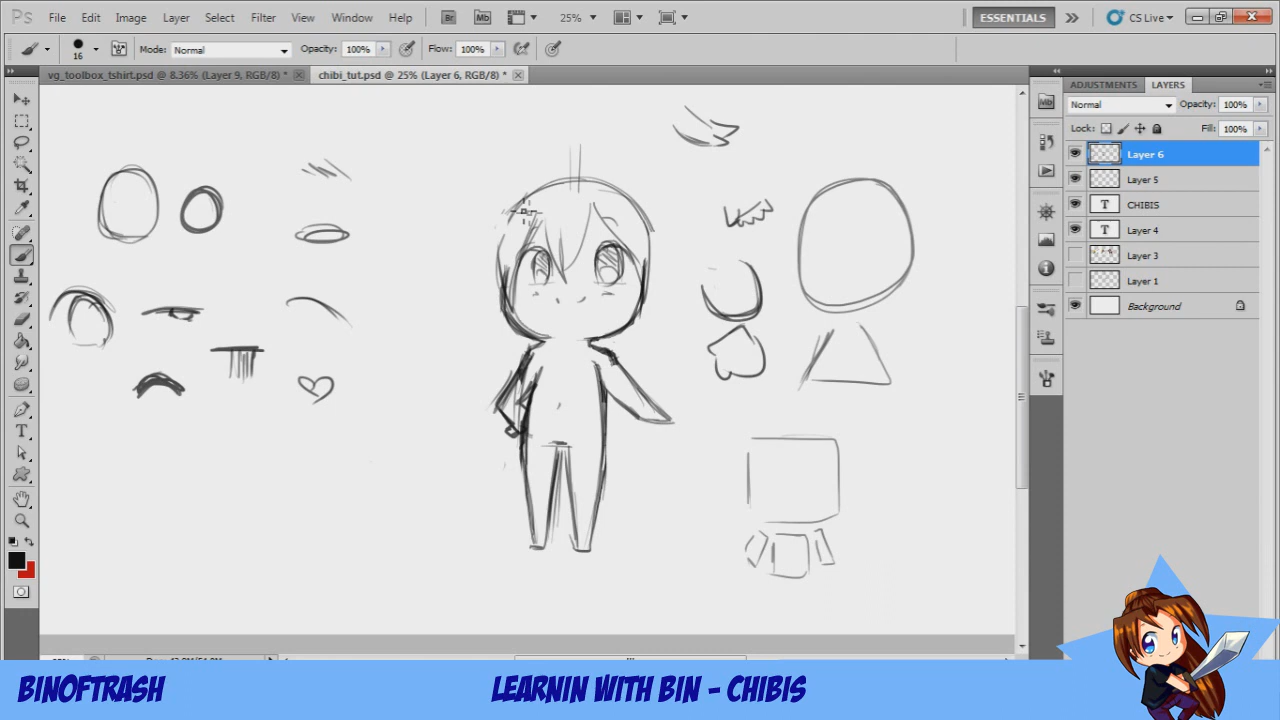 Ps File Edit Image Layer Select Filter View Window Help Br Mb 25% ESSENTIALS CS Live
16 Mode: Normal Opacity: 100% Flow: 100%
vg_toolbox_tshirt.psd @ 8.36% (Layer 9, RGB/8) * chibi_tut.psd @ 25% (Layer 6, RGB/8) *
ADJUSTMENTS LAYERS
Mb
Normal Opacity: 100%
Lock: Fill: 100%
Layer 6
Layer 5
T CHIBIS
T Layer 4
Layer 3
Layer 1
Background
T
BINOFTRASH LEARNIN WITH BIN - CHIBIS